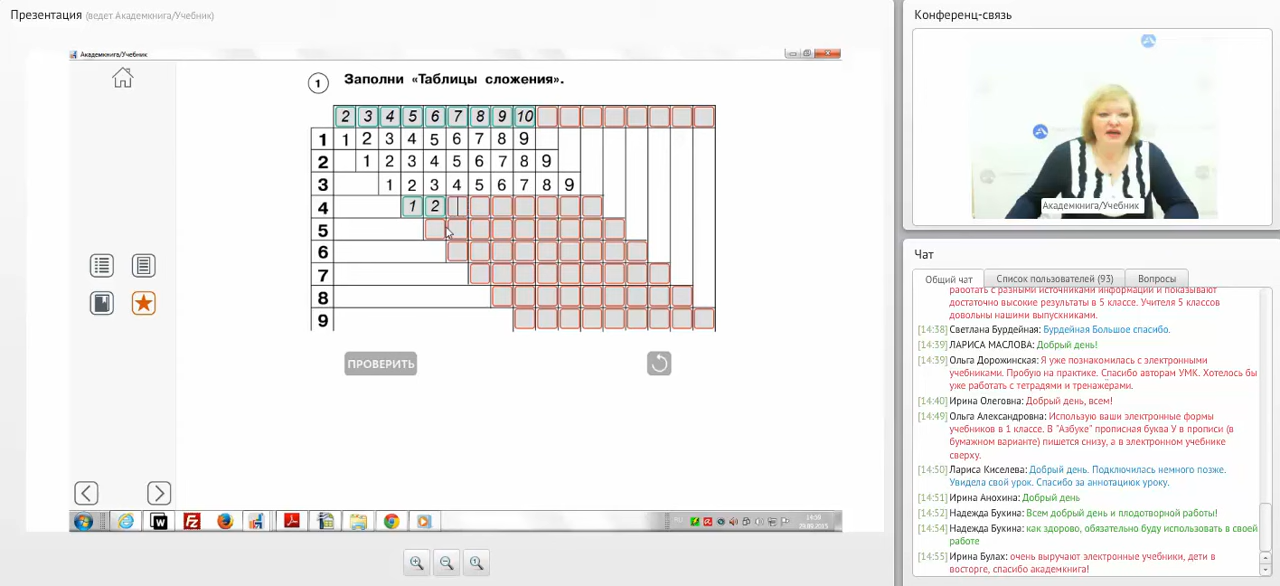 Презентация (ведет Академкнига/Учебник)
Академкнига/Учебник
1 Заполни «Таблицы сложения».
2 3 4 5 6 7 8 9 10
1 1 2 3 4 5 6 7 8 9
2 1 2 3 4 5 6 7 8 9
3 1 2 3 4 5 6 7 8 9
4 1 2
5
6
7
8
9
ПРОВЕРИТЬ
Конференц-связь
Академкнига/Учебник
Чат
Общий чат Список пользователей (93) Вопросы
работать с разными источниками информации и показывают
достаточно высокие результаты в 5 классе. Учителя 5 классов
довольны нашими выпускниками.
[14:38] Светлана Бурдейная: Бурдейная Большое спасибо.
[14:39] ЛАРИСА МАСЛОВА: Добрый день!
[14:39] Ольга Дорожинская: Я уже познакомилась с электронными
учебниками. Пробую на практике. Спасибо авторам УМК. Хотелось бы
уже работать с тетрадями и тренажёрами.
[14:40] Ирина Олеговна: Добрый день, всем!
[14:49] Ольга Александровна: Использую ваши электронные формы
учебников в 1 классе. В "Азбуке" прописная буква У в прописи (в
бумажном варианте) пишется снизу, а в электронном учебнике
сверху.
[14:50] Лариса Киселева: Добрый день. Подключилась немного позже.
Увидела свой урок. Спасибо за аннотациюк уроку.
[14:51] Ирина Анохина: Добрый день
[14:52] Надежда Букина: Всем добрый день и плодотворной работы!
[14:54] Надежда Букина: как здорово, обязательно буду использовать в своей
работе
[14:55] Ирина Булах: очень выручают электронные учебники, дети в
восторге, спасибо академкнига!